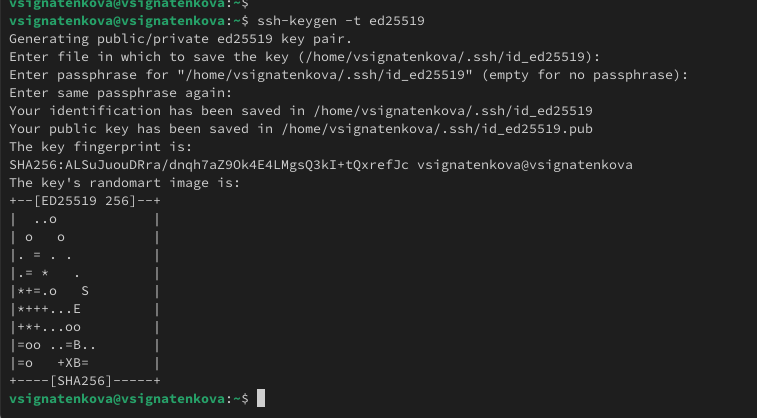 vsignatenkova@vsignatenkova:~$
vsignatenkova@vsignatenkova:~$ ssh-keygen -t ed25519
Generating public/private ed25519 key pair.
Enter file in which to save the key (/home/vsignatenkova/.ssh/id_ed25519):
Enter passphrase for "/home/vsignatenkova/.ssh/id_ed25519" (empty for no passphrase):
Enter same passphrase again:
Your identification has been saved in /home/vsignatenkova/.ssh/id_ed25519
Your public key has been saved in /home/vsignatenkova/.ssh/id_ed25519.pub
The key fingerprint is:
SHA256:ALSuJuouDRra/dnqh7aZ9Ok4E4LMgsQ3kI+tQxrefJc vsignatenkova@vsignatenkova
The key's randomart image is:
+--[ED25519 256]--+
|  ..o            |
| o   o           |
|. = . .          |
|.= *   .         |
|*+=.o   S        |
|*+++...E         |
|+*+...oo         |
|=oo ..=B..       |
|=o   +XB=        |
+----[SHA256]-----+
vsignatenkova@vsignatenkova:~$